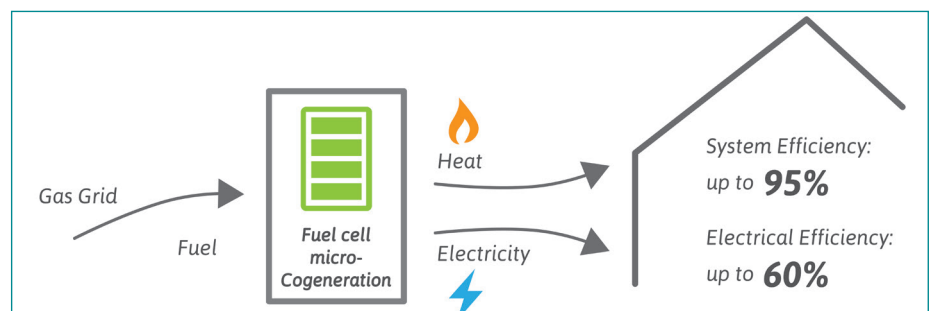 Gas Grid
Fuel
Fuel cell
micro-
Cogeneration
Heat
Electricity
System Efficiency:
up to 95%
Electrical Efficiency:
up to 60%